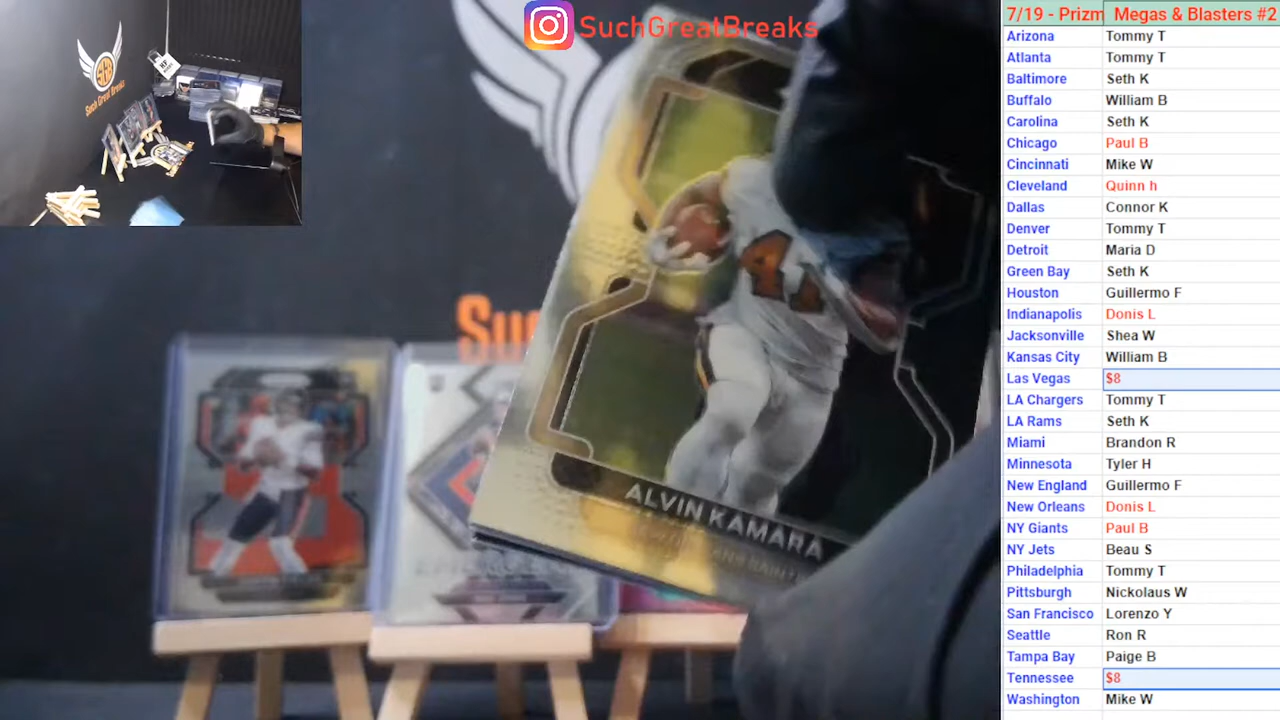 SuchGreatBreaks
7/19 - Prizm Megas & Blasters #2
Arizona Tommy T
Atlanta Tommy T
Baltimore Seth K
Buffalo William B
Carolina Seth K
Chicago Paul B
Cincinnati Mike W
Cleveland Quinn h
Dallas Connor K
Denver Tommy T
Detroit Maria D
Green Bay Seth K
Houston Guillermo F
Indianapolis Donis L
Jacksonville Shea W
Kansas City William B
Las Vegas $8
LA Chargers Tommy T
LA Rams Seth K
Miami Brandon R
Minnesota Tyler H
New England Guillermo F
New Orleans Donis L
NY Giants Paul B
NY Jets Beau S
Philadelphia Tommy T
Pittsburgh Nickolaus W
San Francisco Lorenzo Y
Seattle Ron R
Tampa Bay Paige B
Tennessee $8
Washington Mike W
Such Great Breaks
41
ALVIN KAMARA